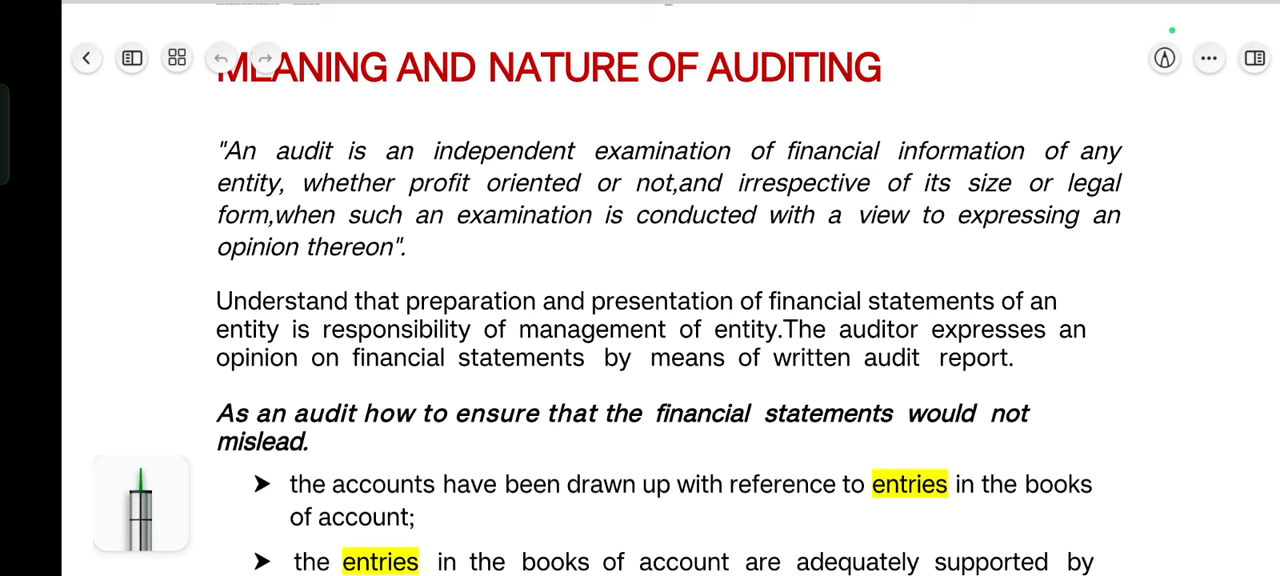 MEANING AND NATURE OF AUDITING
"An audit is an independent examination of financial information of any
entity, whether profit oriented or not,and irrespective of its size or legal
form,when such an examination is conducted with a view to expressing an
opinion thereon".
Understand that preparation and presentation of financial statements of an
entity is responsibility of management of entity.The auditor expresses an
opinion on financial statements by means of written audit report.
As an audit how to ensure that the financial statements would not
mislead.
➤ the accounts have been drawn up with reference to entries in the books
of account;
➤ the entries in the books of account are adequately supported by